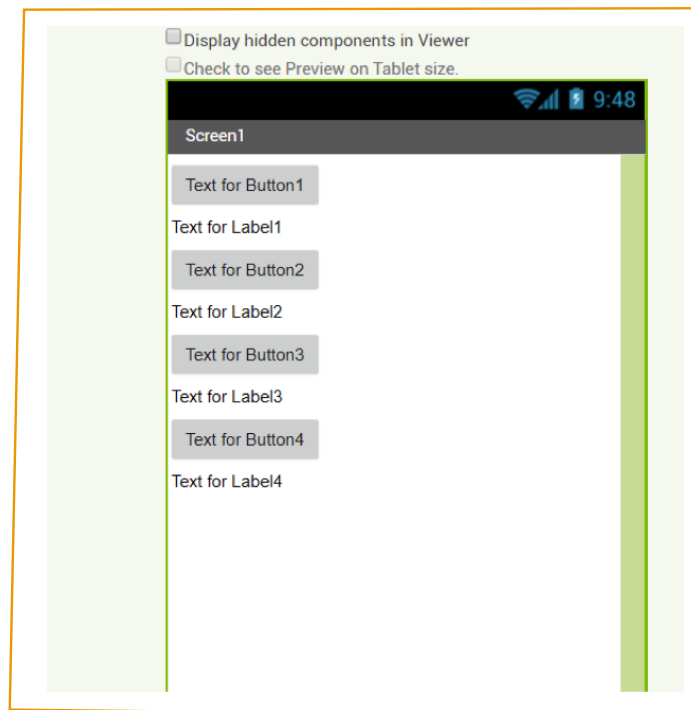 Display hidden components in Viewer
Check to see Preview on Tablet size.
9:48
Screen1
Text for Button1
Text for Label1
Text for Button2
Text for Label2
Text for Button3
Text for Label3
Text for Button4
Text for Label4